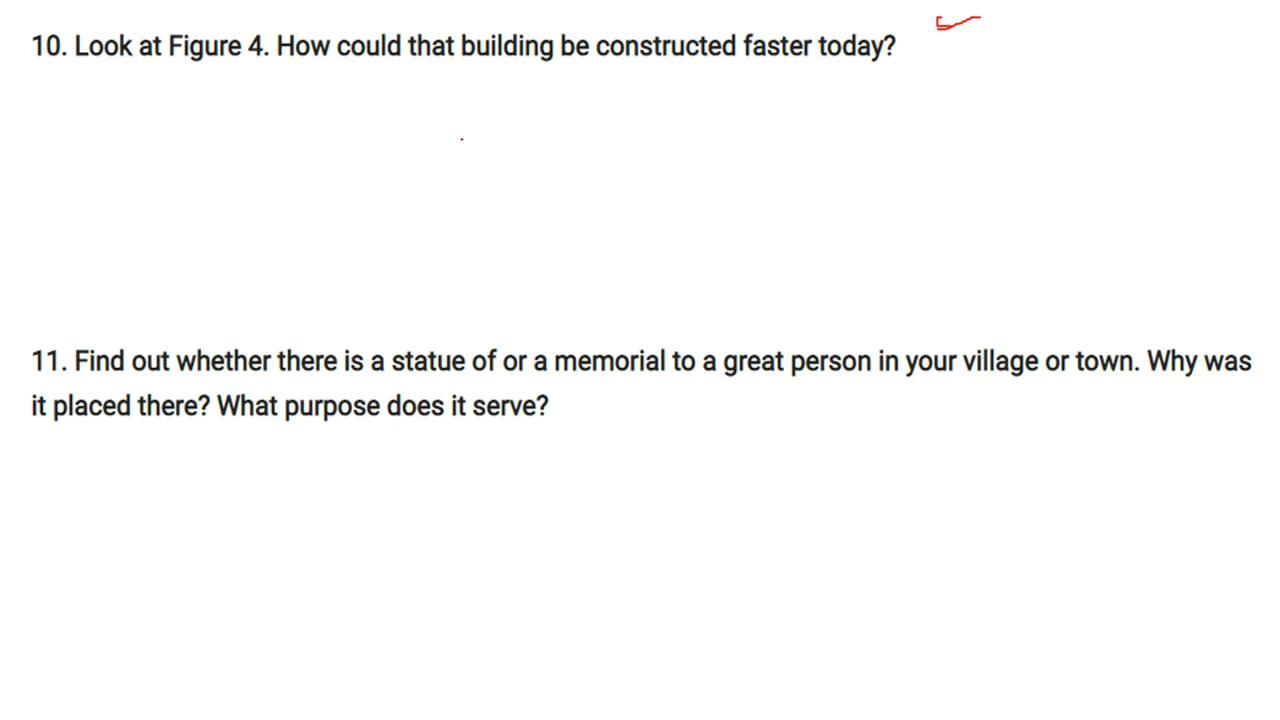 10. Look at Figure 4. How could that building be constructed faster today?
11. Find out whether there is a statue of or a memorial to a great person in your village or town. Why was
it placed there? What purpose does it serve?